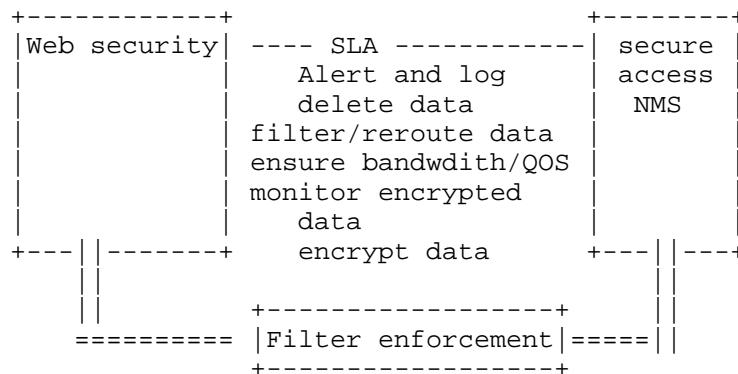 Web security ---- SLA ------------ secure
Alert and log access
delete data NMS
filter/reroute data
ensure bandwdith/QOS
monitor encrypted
data
encrypt data
Filter enforcement